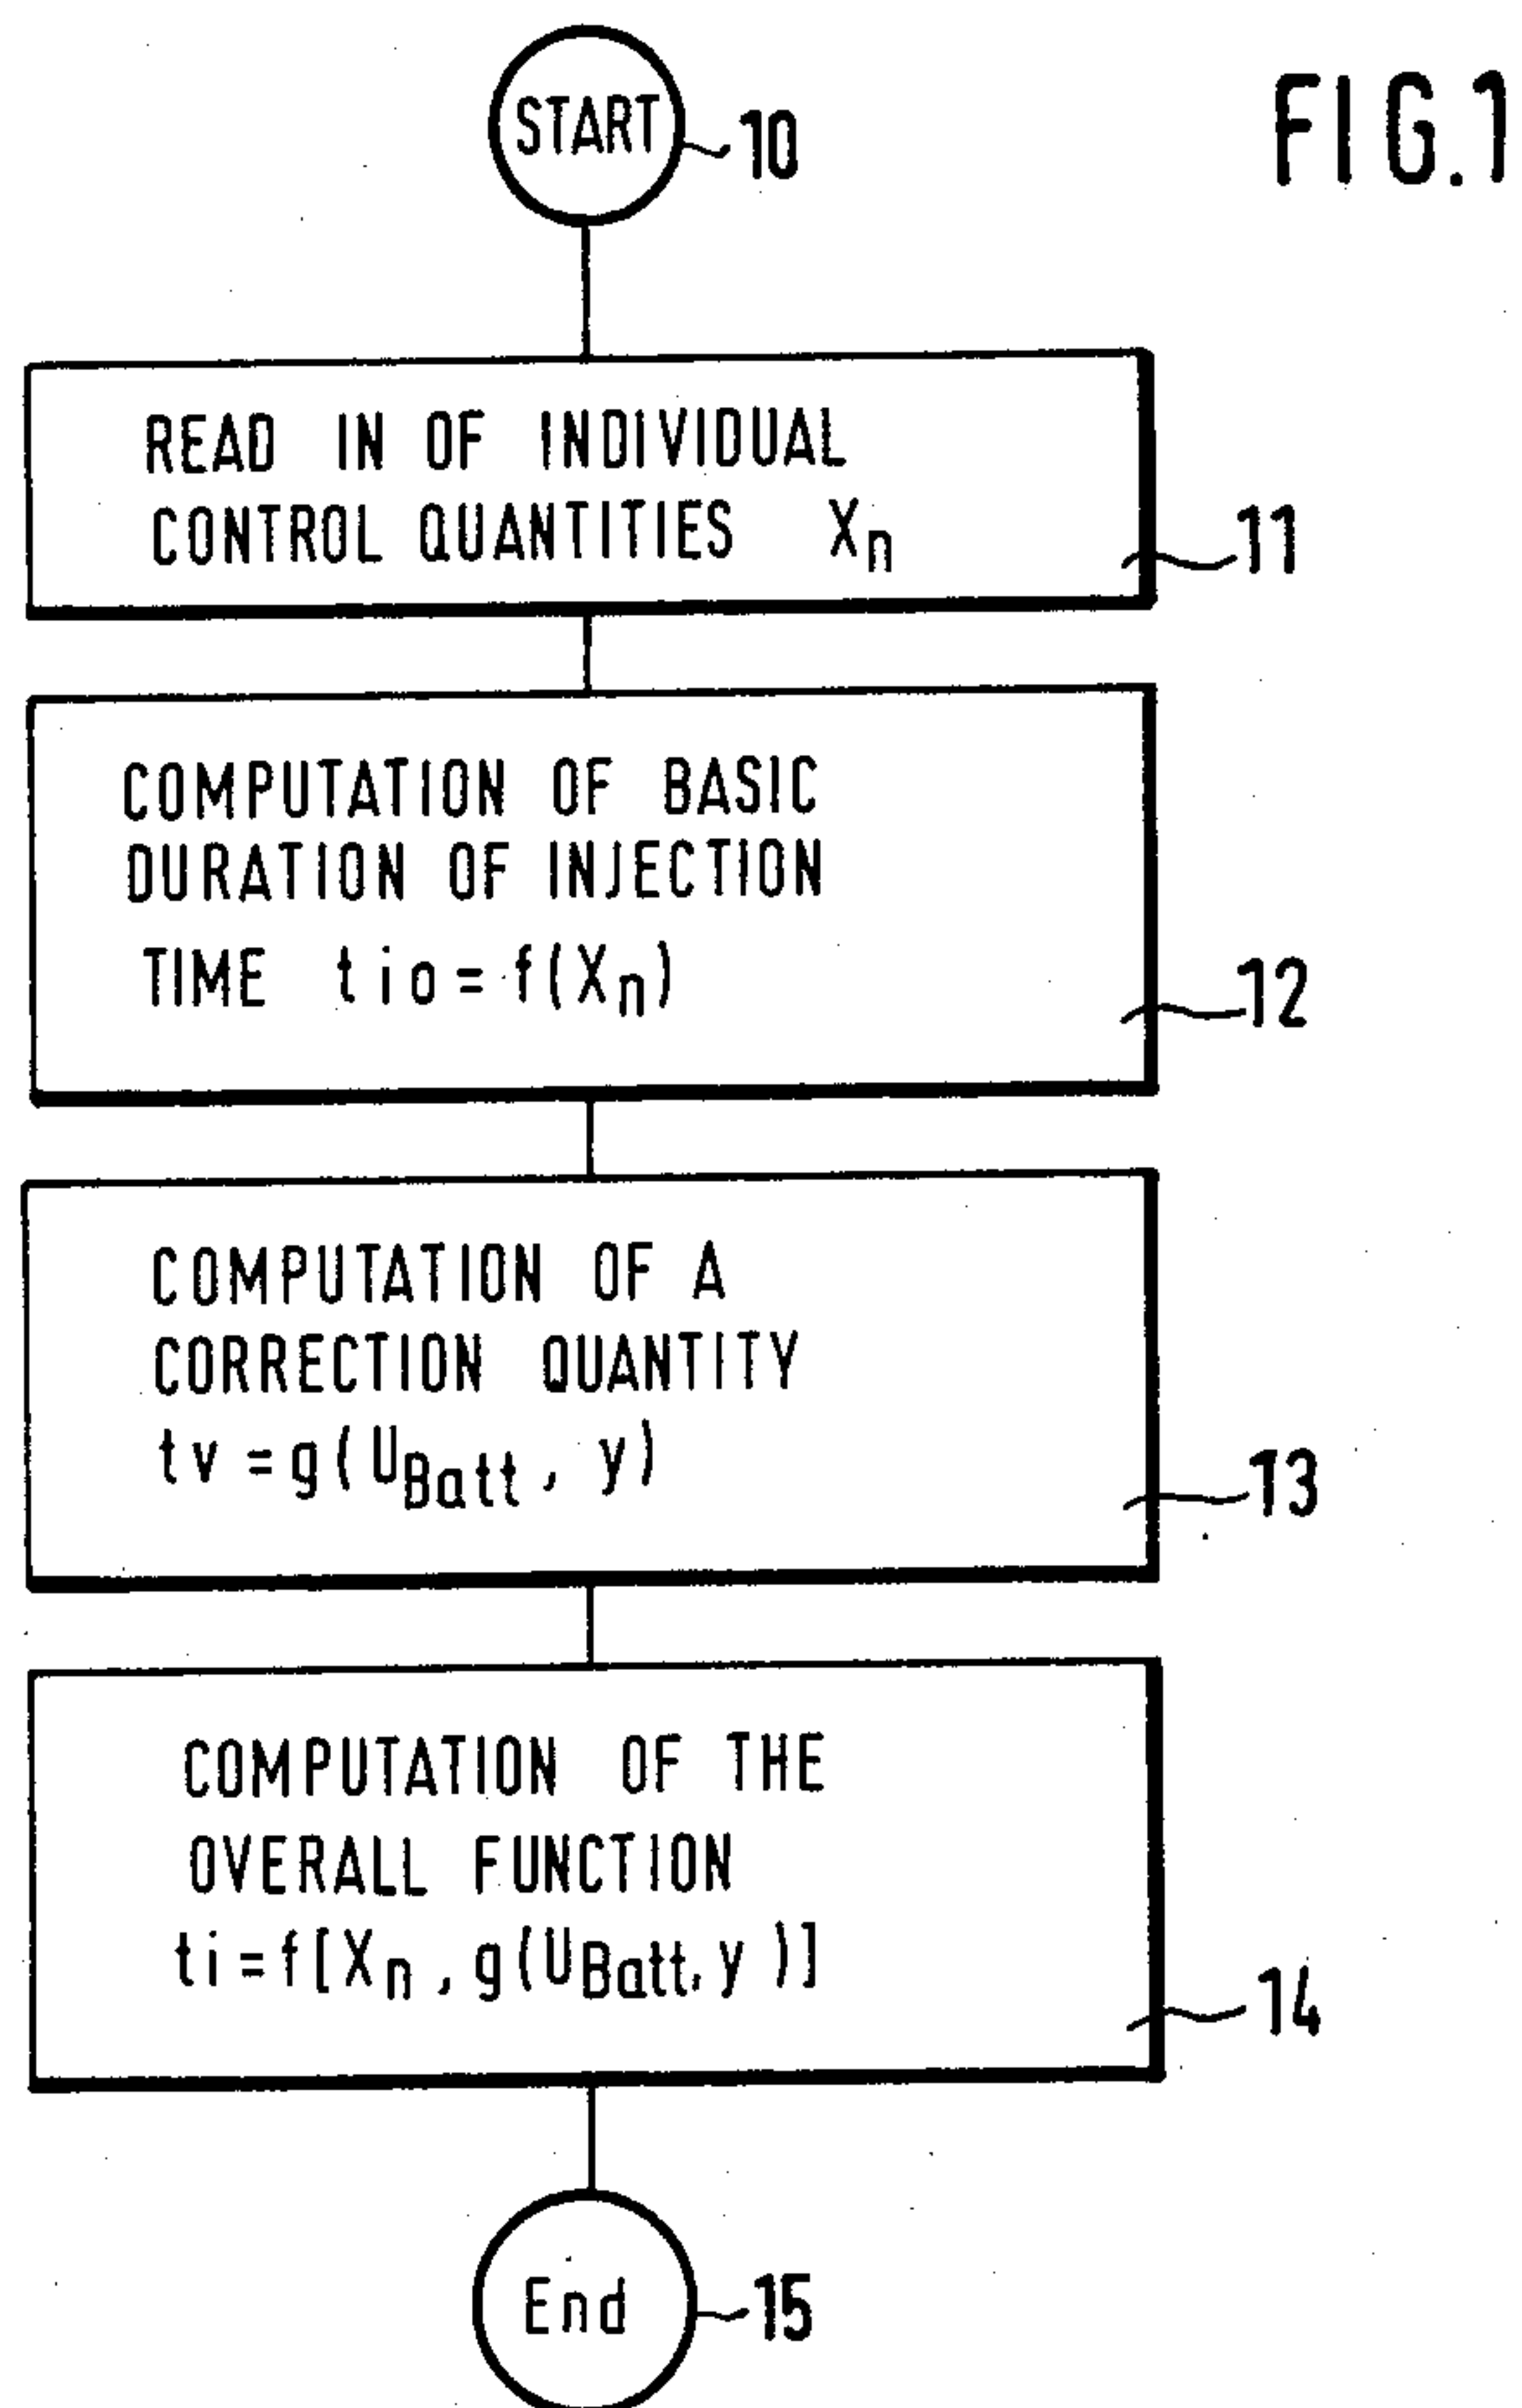 FIG.1
START
10
READ IN OF INDIVIDUAL
CONTROL QUANTITIES Xn
11
COMPUTATION OF BASIC
DURATION OF INJECTION
TIME tio = f(Xn)
12
COMPUTATION OF A
CORRECTION QUANTITY
tv = g(UBatt, y)
13
COMPUTATION OF THE
OVERALL FUNCTION
ti = f[Xn, g(UBatt, y)]
14
End
15